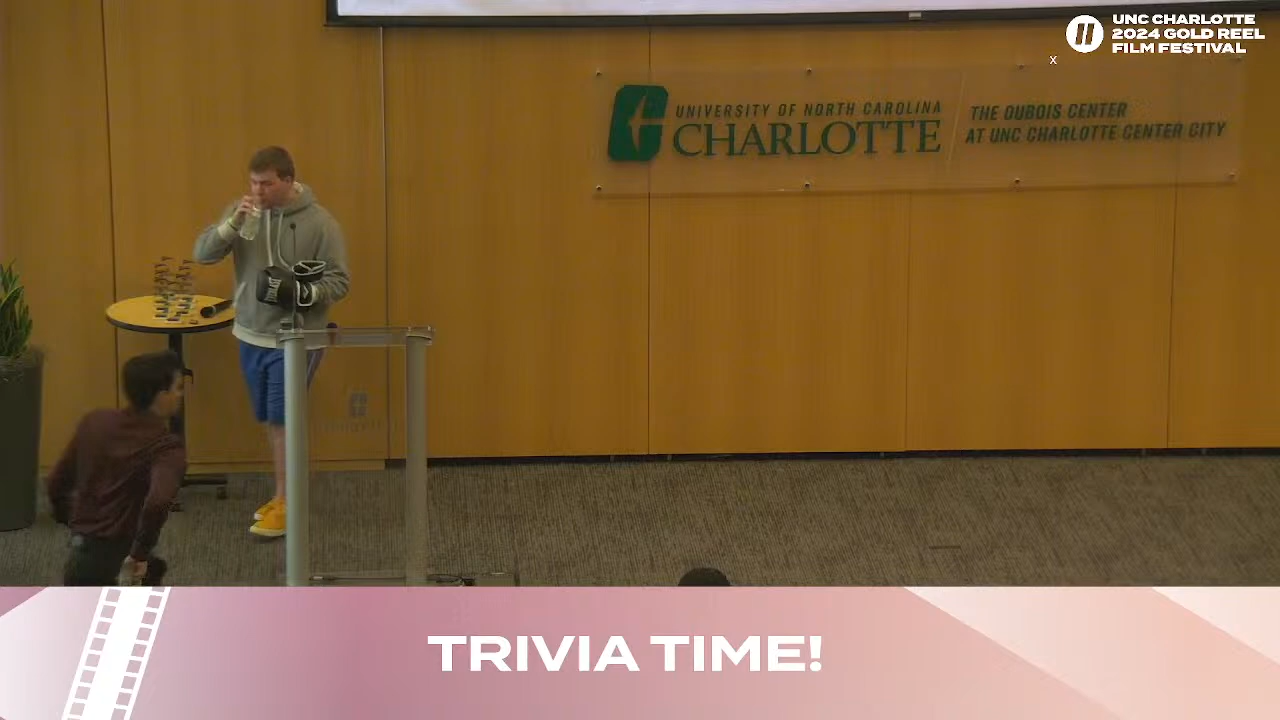 UNC CHARLOTTE
2024 GOLD REEL
FILM FESTIVAL
X
UNIVERSITY OF NORTH CAROLINA
CHARLOTTE
THE DUBOIS CENTER
AT UNC CHARLOTTE CENTER CITY
TRIVIA TIME!